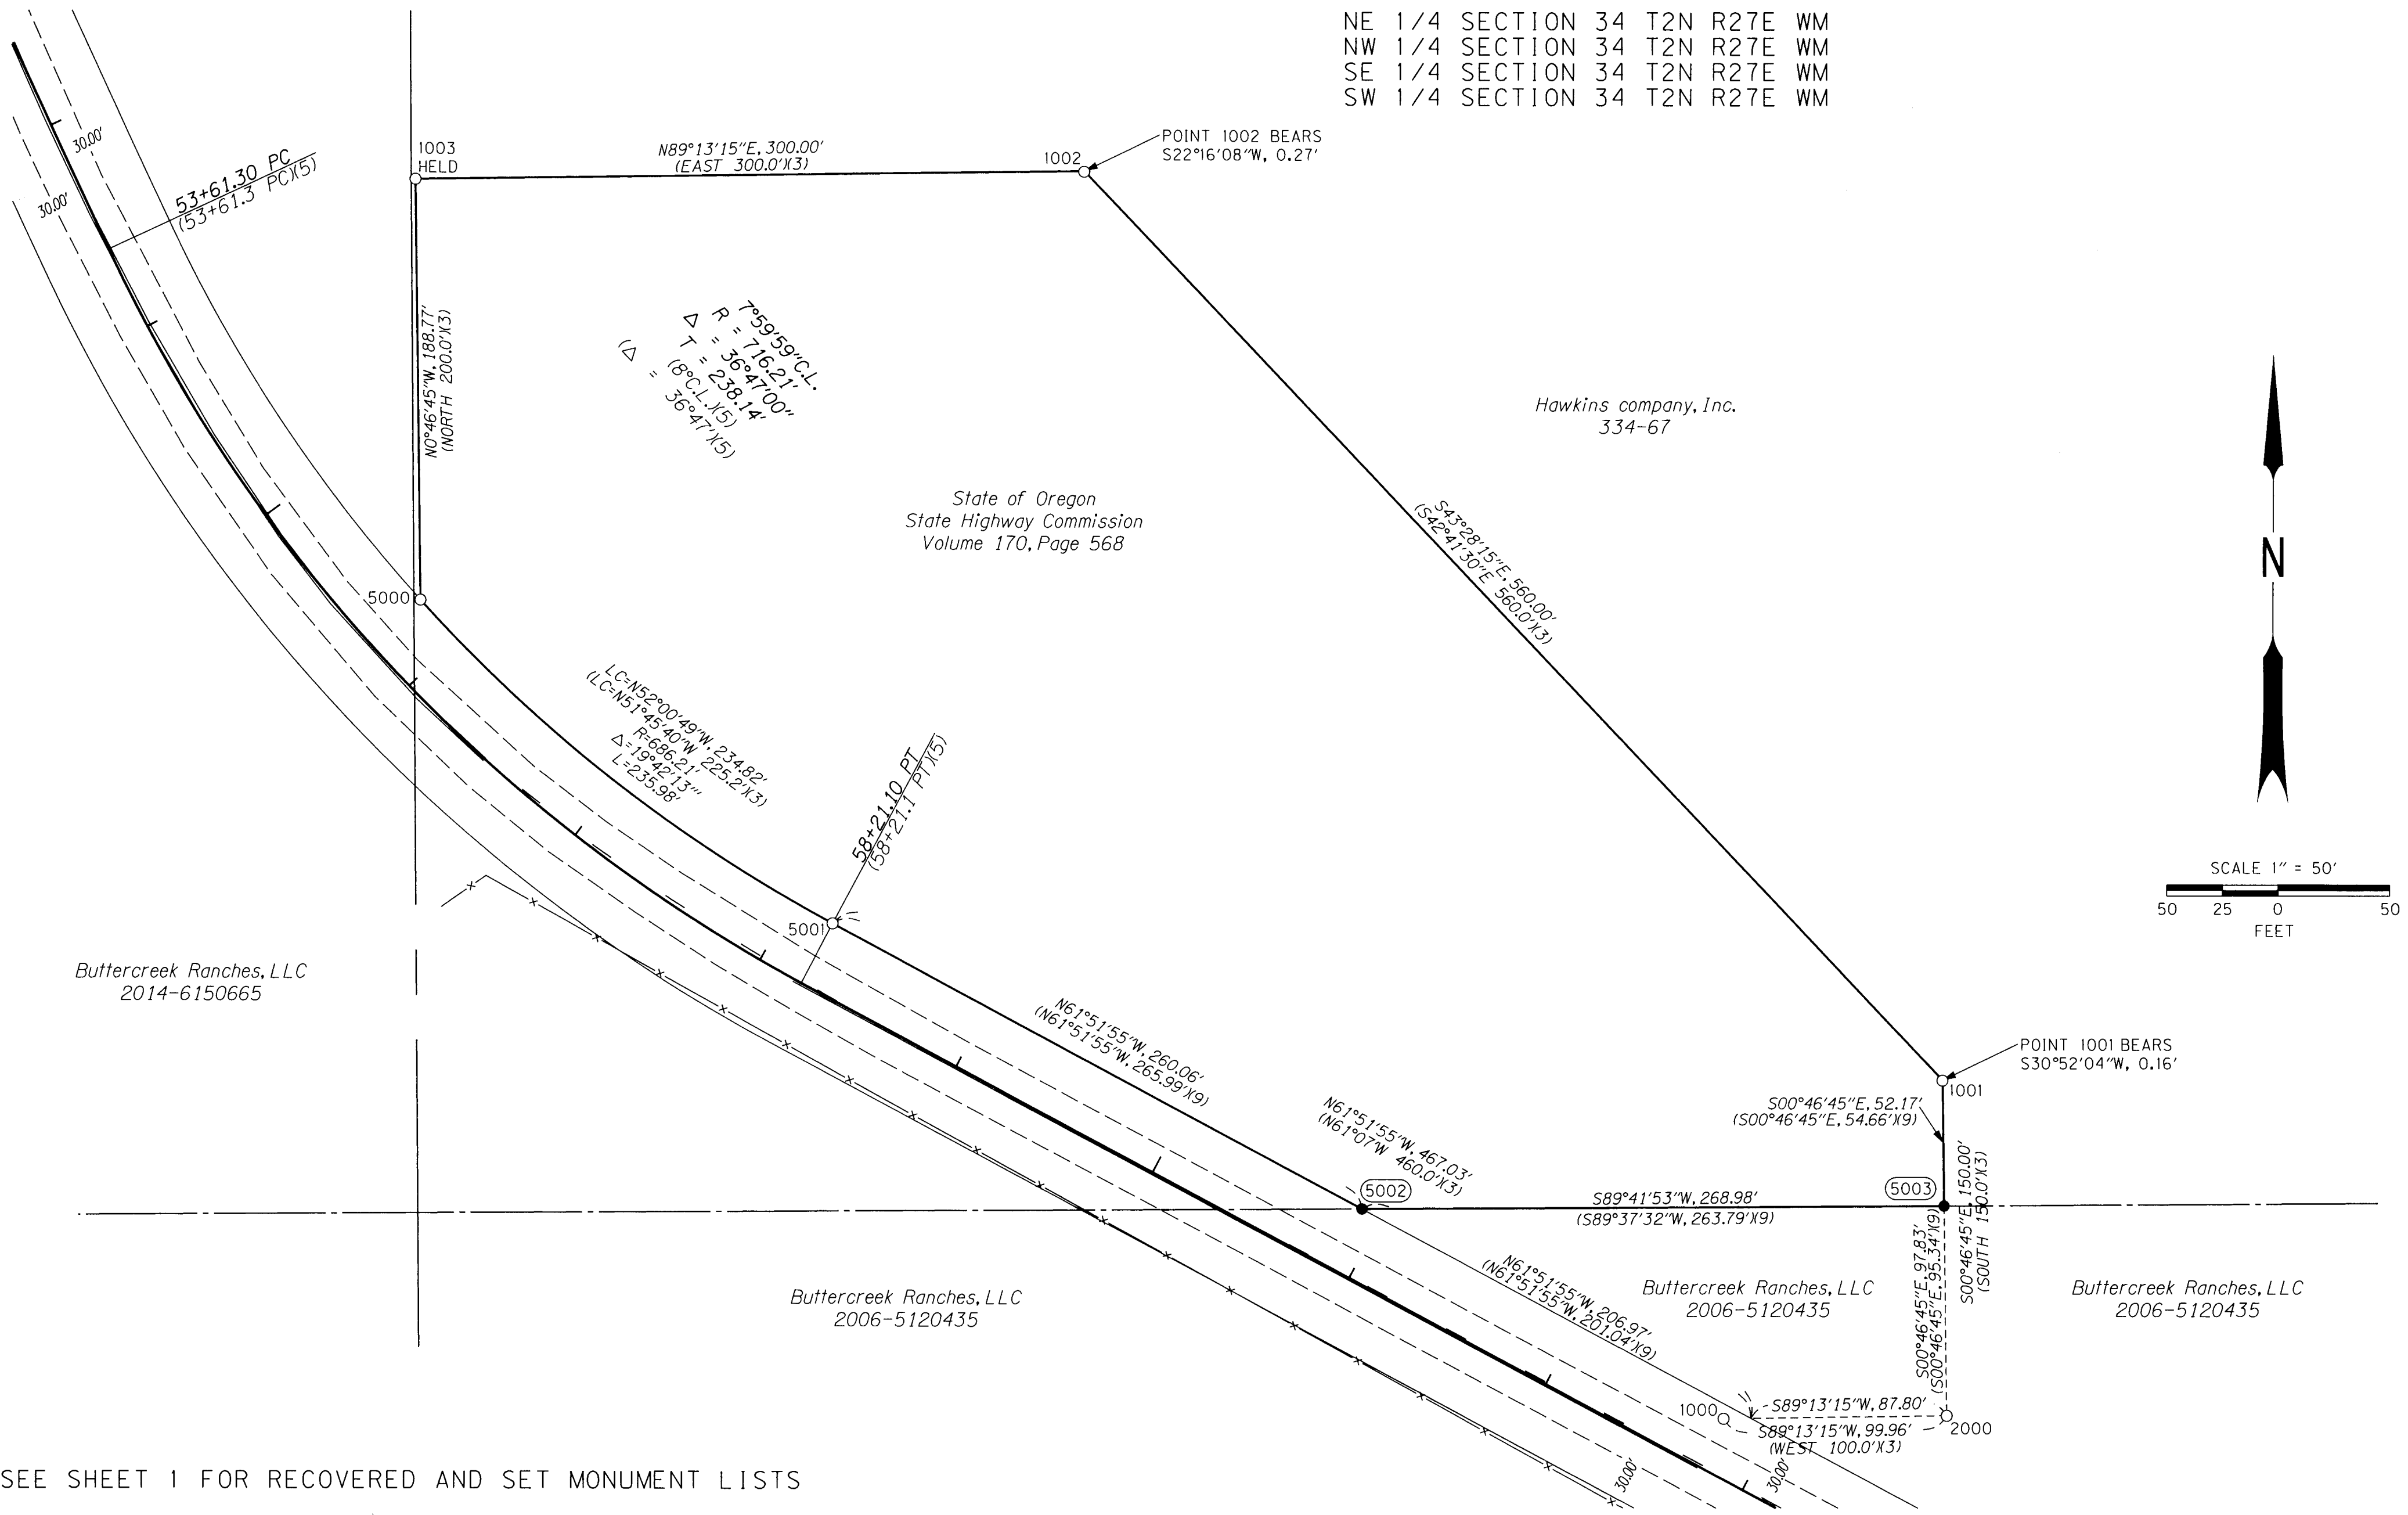 NE 1/4 SECTION 34 T2N R27E WM
NW 1/4 SECTION 34 T2N R27E WM
SE 1/4 SECTION 34 T2N R27E WM
SW 1/4 SECTION 34 T2N R27E WM
30.00'
30.00'
53+61.30 PC
(53+61.3 PC)(5)
1003
HELD
N89°13'15"E, 300.00'
(EAST 300.0')(3)
1002
POINT 1002 BEARS
S22°16'08"W, 0.27'
N0°46'45"W, 188.77'
(NORTH 200.0')(3)
7°59'59"C.L.
R = 716.21'
Δ = 36°47'00"
T = 238.14'
(8°C.L.)(5)
(Δ = 36°47')(5)
State of Oregon
State Highway Commission
Volume 170, Page 568
Hawkins company, Inc.
334-67
S43°28'15"E, 560.00'
(S42°41'30"E 560.0')(3)
N
SCALE 1" = 50'
50 25 0 50
FEET
5000
LC=N52°00'49"W, 234.82'
(LC=N51°45'40"W 225.2')(3)
R=686.21'
Δ=19°42'13'''
L=235.98'
58+21.10 PT
(58+21.1 PT)(5)
5001
Buttercreek Ranches, LLC
2014-6150665
N61°51'55"W, 260.06'
(N61°51'55"W, 265.99')(9)
POINT 1001 BEARS
S30°52'04"W, 0.16'
1001
S00°46'45"E, 52.17'
(S00°46'45"E, 54.66')(9)
N61°51'55"W, 467.03'
(N61°07'W 460.0')(3)
5002
5003
S89°41'53"W, 268.98'
(S89°37'32"W, 263.79')(9)
S00°46'45"E, 150.00'
(SOUTH 150.0')(3)
S00°46'45"E, 97.83'
(S00°46'45"E, 95.34')(9)
N61°51'55"W, 206.97'
(N61°51'55"W, 201.04')(9)
Buttercreek Ranches, LLC
2006-5120435
Buttercreek Ranches, LLC
2006-5120435
Buttercreek Ranches, LLC
2006-5120435
1000
S89°13'15"W, 87.80'
S89°13'15"W, 99.96'
(WEST 100.0')(3)
2000
30.00'
30.00'
SEE SHEET 1 FOR RECOVERED AND SET MONUMENT LISTS